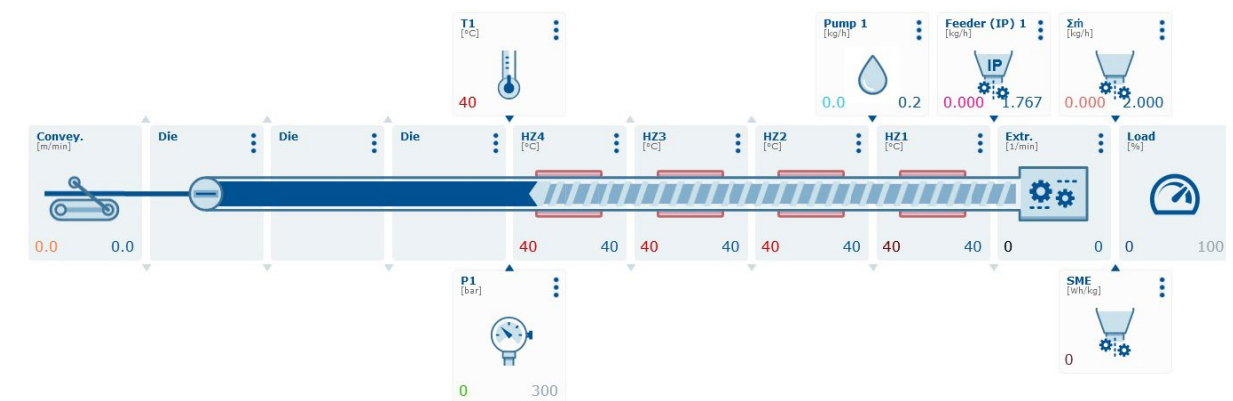 T1
[°C]
40
Pump 1
[kg/h]
0.0 0.2
Feeder (IP) 1
[kg/h]
IP
0.000 1.767
Σṁ
[kg/h]
0.000 2.000
Convey.
[m/min]
0.0 0.0
Die
Die
Die
HZ4
[°C]
40 40
HZ3
[°C]
40 40
HZ2
[°C]
40 40
HZ1
[°C]
40 40
Extr.
[1/min]
0 0
Load
[%]
0 100
P1
[bar]
0 300
SME
[Wh/kg]
0